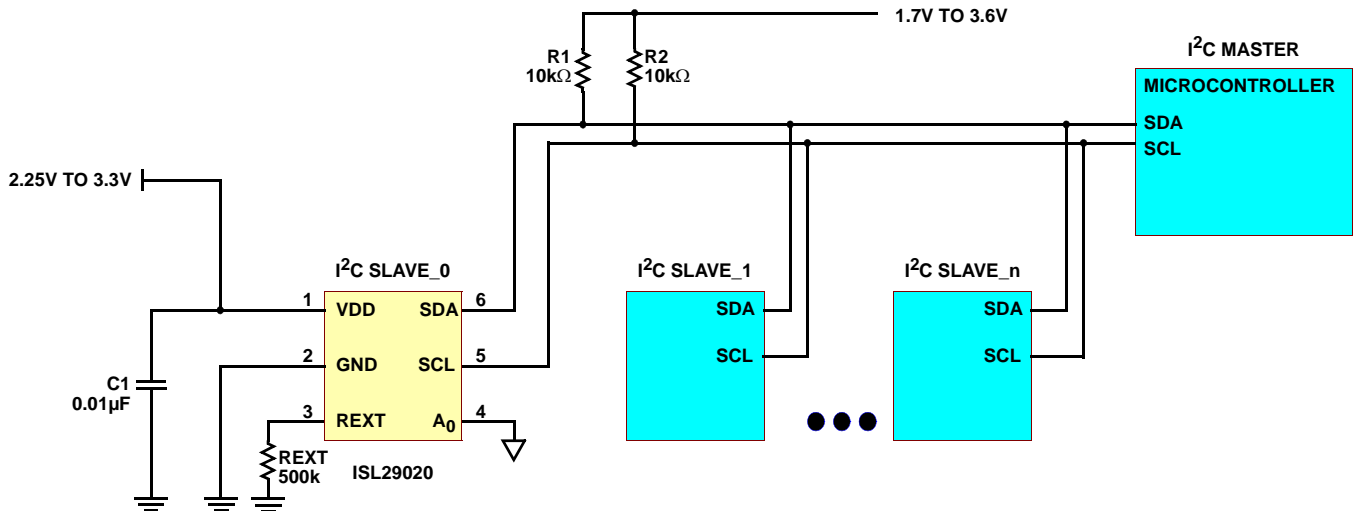 1.7V TO 3.6V
R1
10kΩ
R2
10kΩ
I²C MASTER
MICROCONTROLLER
SDA
SCL
2.25V TO 3.3V
I²C SLAVE_0
1 VDD SDA 6
2 GND SCL 5
3 REXT A₀ 4
C1
0.01µF
REXT
500k
ISL29020
I²C SLAVE_1
SDA
SCL
I²C SLAVE_n
SDA
SCL